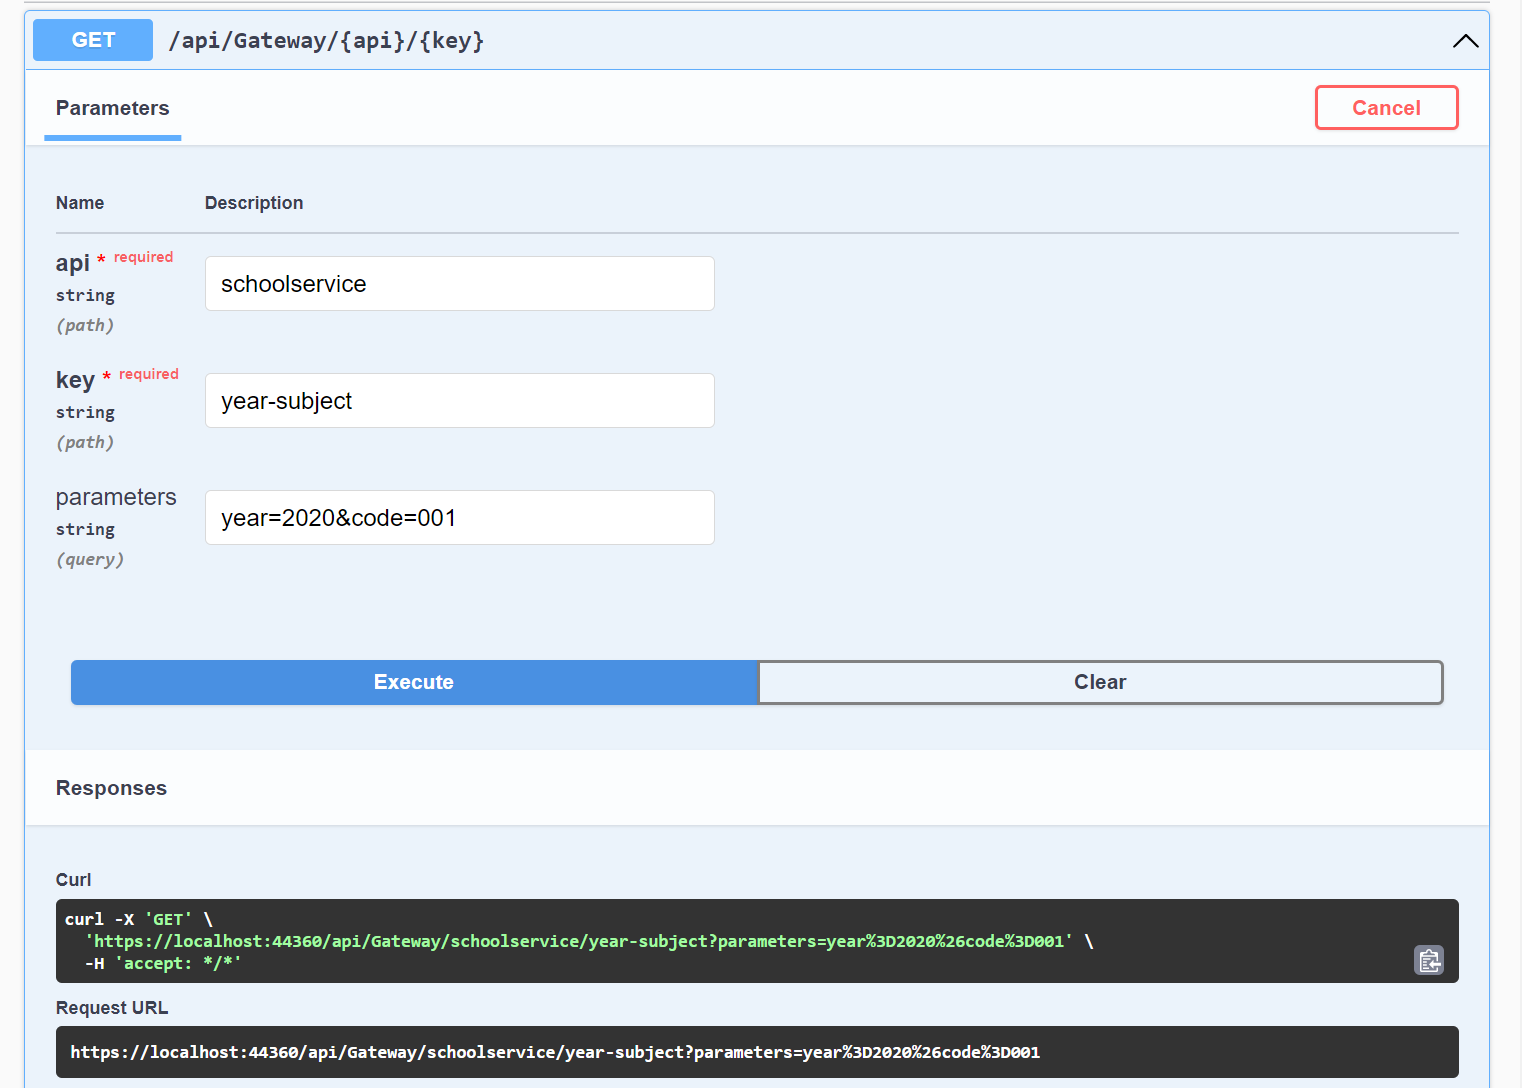 GET /api/Gateway/{api}/{key}
Parameters
Cancel
Name Description
api * required
string
(path)
schoolservice
key * required
string
(path)
year-subject
parameters
string
(query)
year=2020&code=001
Execute
Clear
Responses
Curl
curl -X 'GET' \
'https://localhost:44360/api/Gateway/schoolservice/year-subject?parameters=year%3D2020%26code%3D001' \
-H 'accept: */*'
Request URL
https://localhost:44360/api/Gateway/schoolservice/year-subject?parameters=year%3D2020%26code%3D001